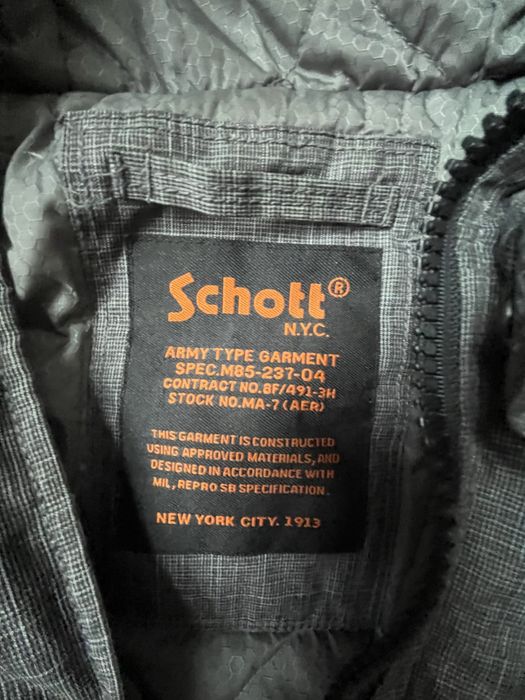 Schott®
N.Y.C.
ARMY TYPE GARMENT
SPEC.M85-237-04
CONTRACT NO.BF/491-3H
STOCK NO.MA-7(AER)
THIS GARMENT IS CONSTRUCTED
USING APPROVED MATERIALS, AND
DESIGNED IN ACCORDANCE WITH
MIL, REPRO SB SPECIFICATION.
NEW YORK CITY. 1913